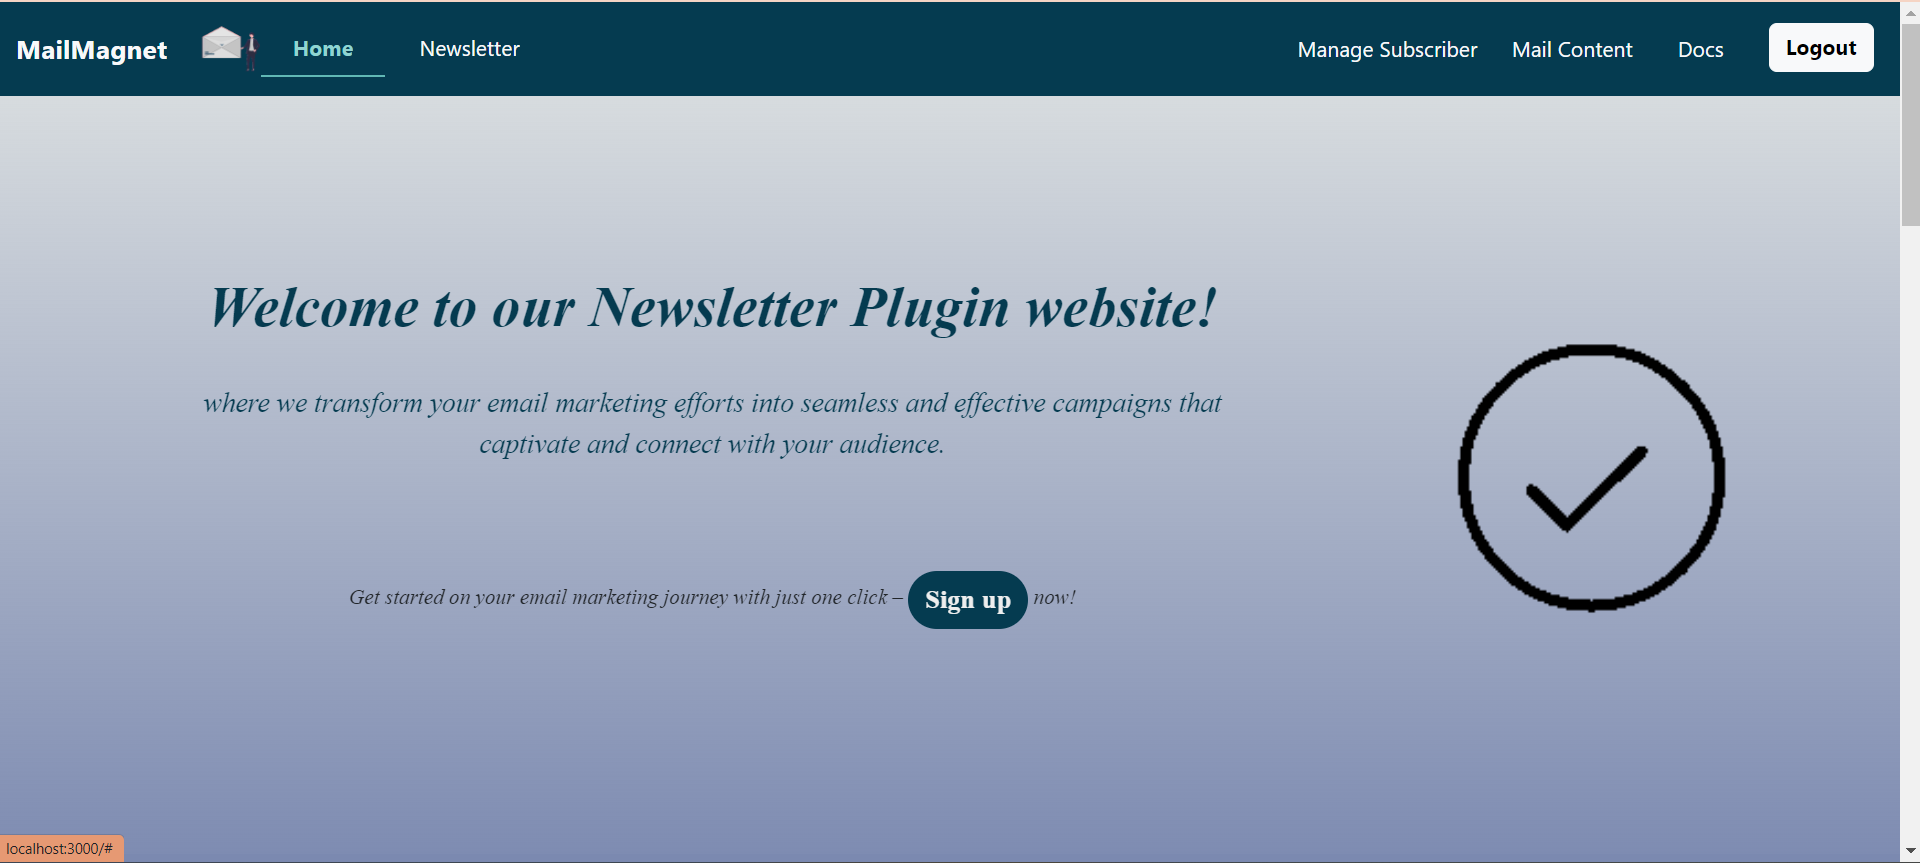 MailMagnet Home Newsletter Manage Subscriber Mail Content Docs Logout
Welcome to our Newsletter Plugin website!
where we transform your email marketing efforts into seamless and effective campaigns that
captivate and connect with your audience.
Get started on your email marketing journey with just one click – Sign up now!
localhost:3000/#